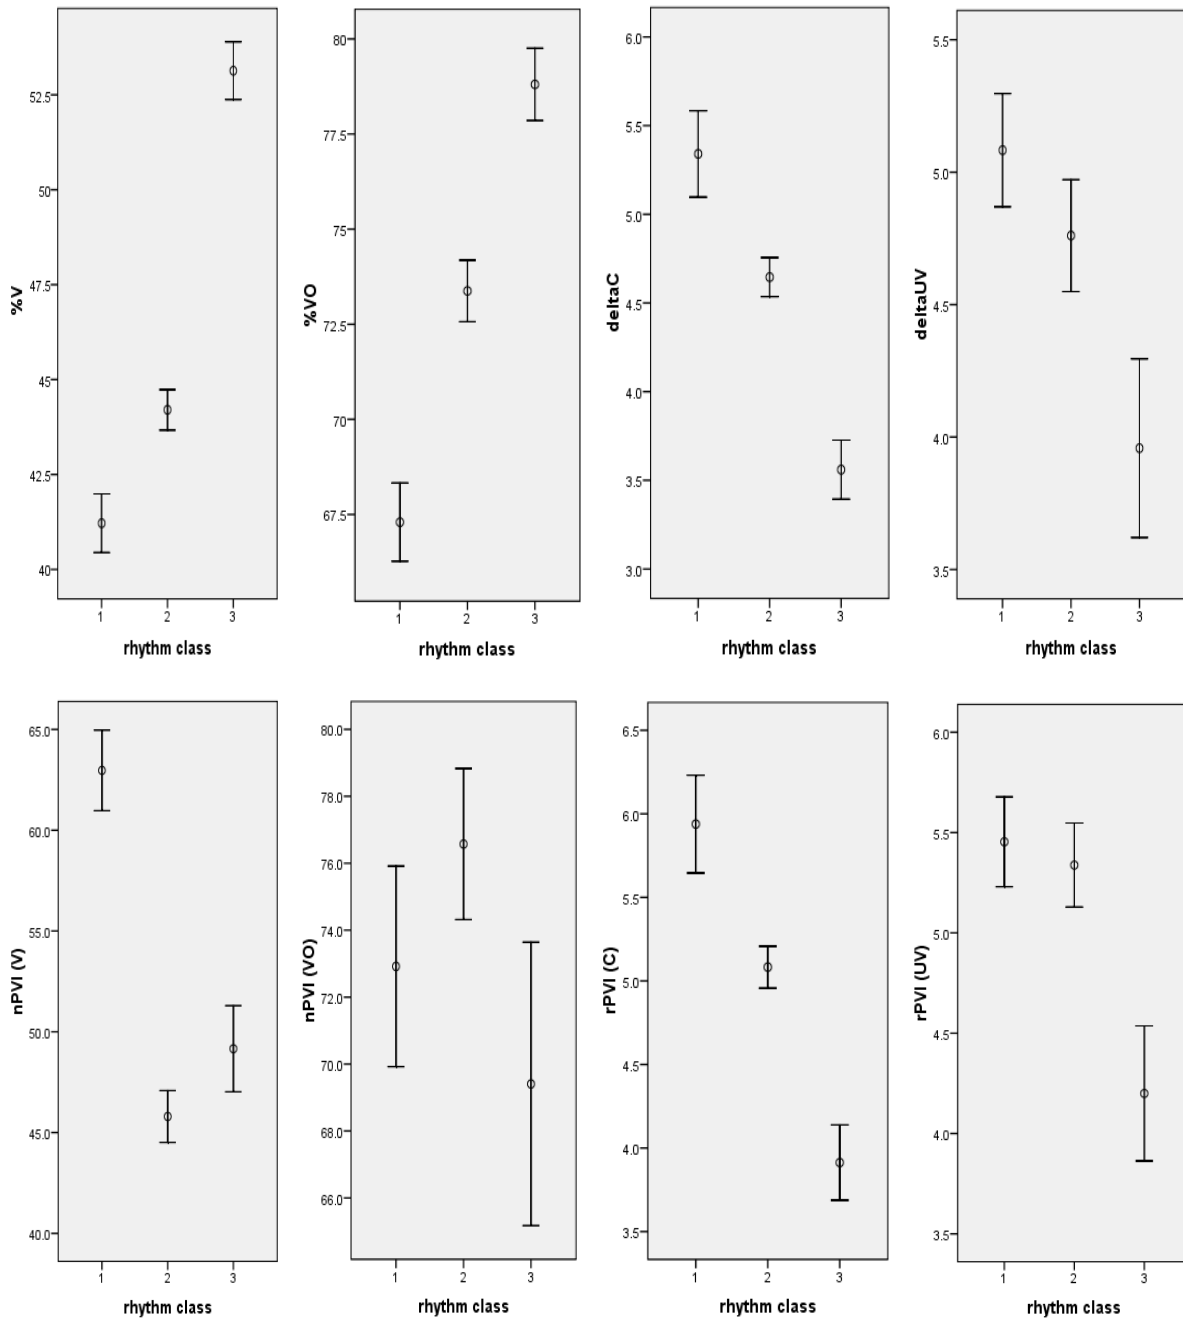 %V
52.5
50
47.5
45
42.5
40
1 2 3
rhythm class
%VO
80
77.5
75
72.5
70
67.5
1 2 3
rhythm class
deltaC
6.0
5.5
5.0
4.5
4.0
3.5
3.0
1 2 3
rhythm class
deltaUV
5.5
5.0
4.5
4.0
3.5
1 2 3
rhythm class
nPVI (V)
65.0
60.0
55.0
50.0
45.0
40.0
1 2 3
rhythm class
nPVI (VO)
80.0
78.0
76.0
74.0
72.0
70.0
68.0
66.0
1 2 3
rhythm class
rPVI (C)
6.5
6.0
5.5
5.0
4.5
4.0
3.5
1 2 3
rhythm class
rPVI (UV)
6.0
5.5
5.0
4.5
4.0
3.5
1 2 3
rhythm class